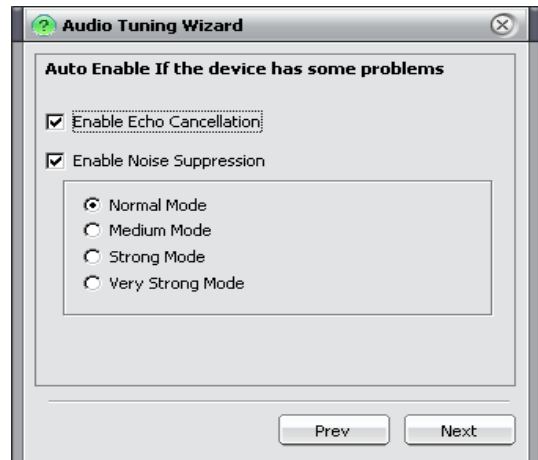 Audio Tuning Wizard
Auto Enable If the device has some problems
Enable Echo Cancellation
Enable Noise Suppression
Normal Mode
Medium Mode
Strong Mode
Very Strong Mode
Prev Next